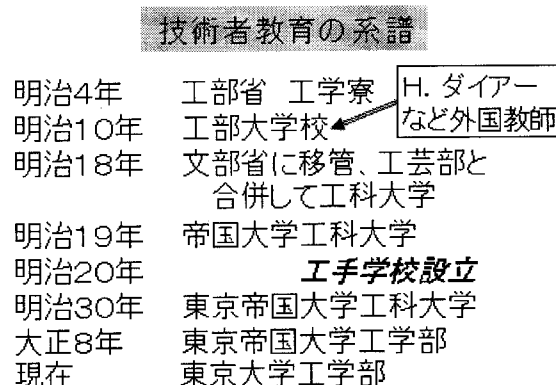 技術者教育の系譜
明治4年 工部省 工学寮
H. ダイアー
など外国教師
明治10年 工部大学校
明治18年 文部省に移管、工芸部と
合併して工科大学
明治19年 帝国大学工科大学
明治20年 工手学校設立
明治30年 東京帝国大学工科大学
大正8年 東京帝国大学工学部
現在 東京大学工学部